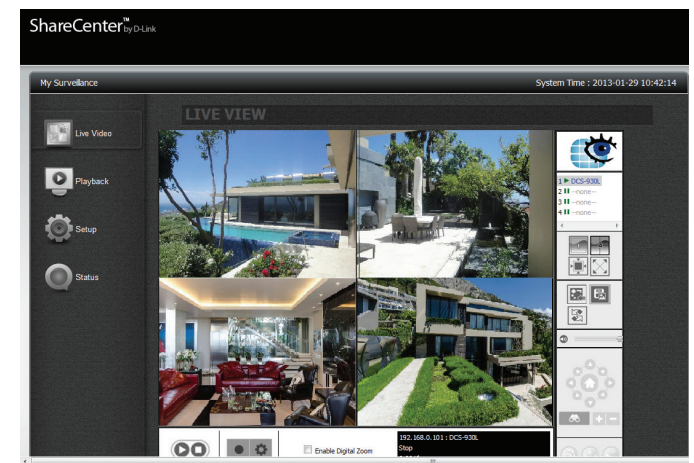 ShareCenter™ by D-Link
My Surveillance
System Time : 2013-01-29 10:42:14
LIVE VIEW
Live Video
Playback
Setup
Status
1 DCS-930L
2 --none--
3 --none--
4 --none--
Enable Digital Zoom
192.168.0.101 : DCS-930L
Stop